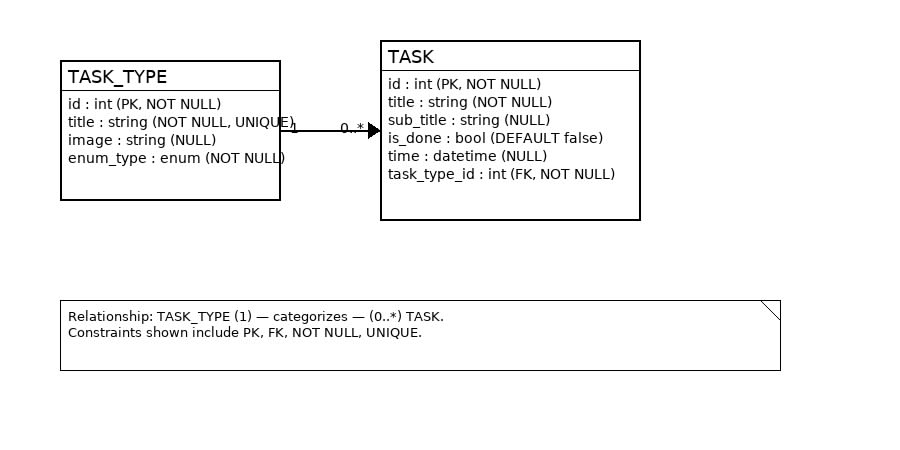 TASK_TYPE
id : int (PK, NOT NULL)
title : string (NOT NULL, UNIQUE)
image : string (NULL)
enum_type : enum (NOT NULL)
1
0..*
TASK
id : int (PK, NOT NULL)
title : string (NOT NULL)
sub_title : string (NULL)
is_done : bool (DEFAULT false)
time : datetime (NULL)
task_type_id : int (FK, NOT NULL)
Relationship: TASK_TYPE (1) — categorizes — (0..*) TASK.
Constraints shown include PK, FK, NOT NULL, UNIQUE.